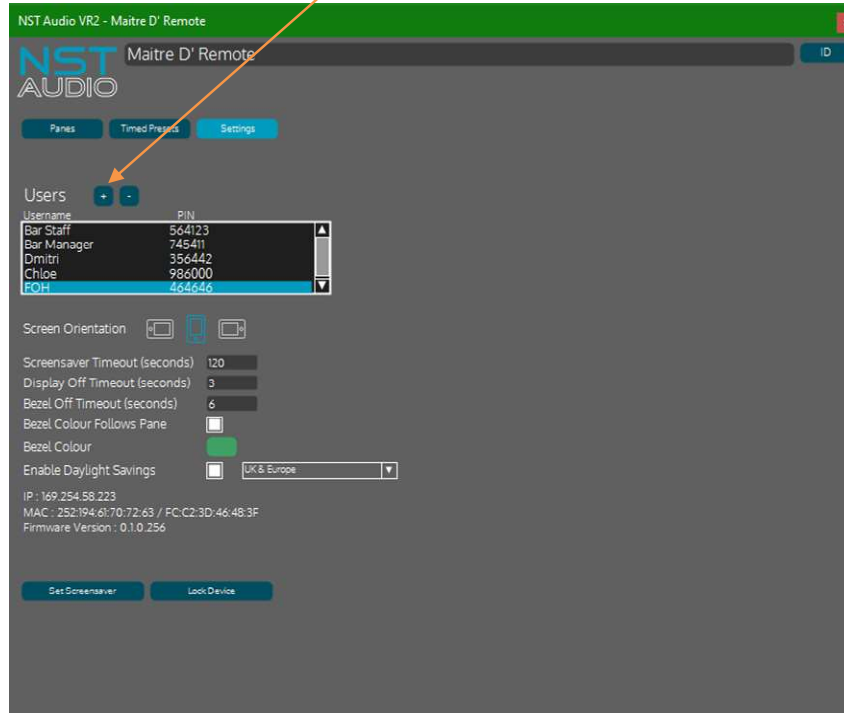 NST Audio VR2 - Maitre D' Remote
NST
AUDIO
Maitre D' Remote
ID
Panes Timed Presets Settings
Users + -
Username PIN
Bar Staff 564123
Bar Manager 745411
Dmitri 356442
Chloe 986000
FOH 464646
Screen Orientation
Screensaver Timeout (seconds) 120
Display Off Timeout (seconds) 3
Bezel Off Timeout (seconds) 6
Bezel Colour Follows Pane
Bezel Colour
Enable Daylight Savings UK & Europe
IP : 169.254.58.223
MAC : 252:194:61:70:72:63 / FC:C2:3D:46:48:3F
Firmware Version : 0.1.0.256
Set Screensaver Lock Device